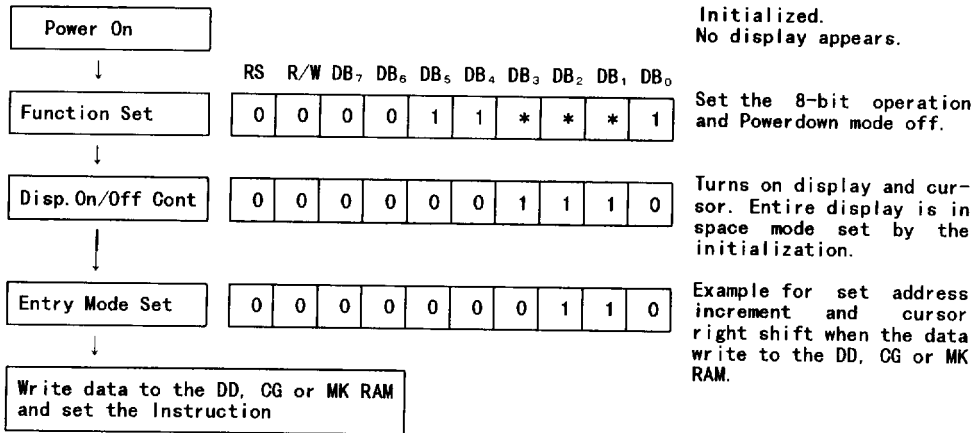 Power On
Initialized.
No display appears.
RS R/W DB₇ DB₆ DB₅ DB₄ DB₃ DB₂ DB₁ DB₀
Function Set
0 0 0 0 1 1 * * * 1
Set the 8-bit operation
and Powerdown mode off.
Disp.On/Off Cont
0 0 0 0 0 0 1 1 1 0
Turns on display and cur-
sor. Entire display is in
space mode set by the
initialization.
Entry Mode Set
0 0 0 0 0 0 0 1 1 0
Example for set address
increment and cursor
right shift when the data
write to the DD, CG or MK
RAM.
Write data to the DD, CG or MK RAM
and set the Instruction